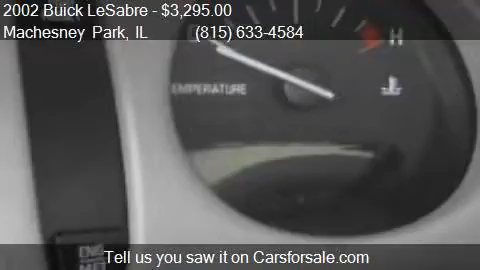 2002 Buick LeSabre - $3,295.00
Machesney Park, IL (815) 633-4584
C H
TEMPERATURE
Tell us you saw it on Carsforsale.com